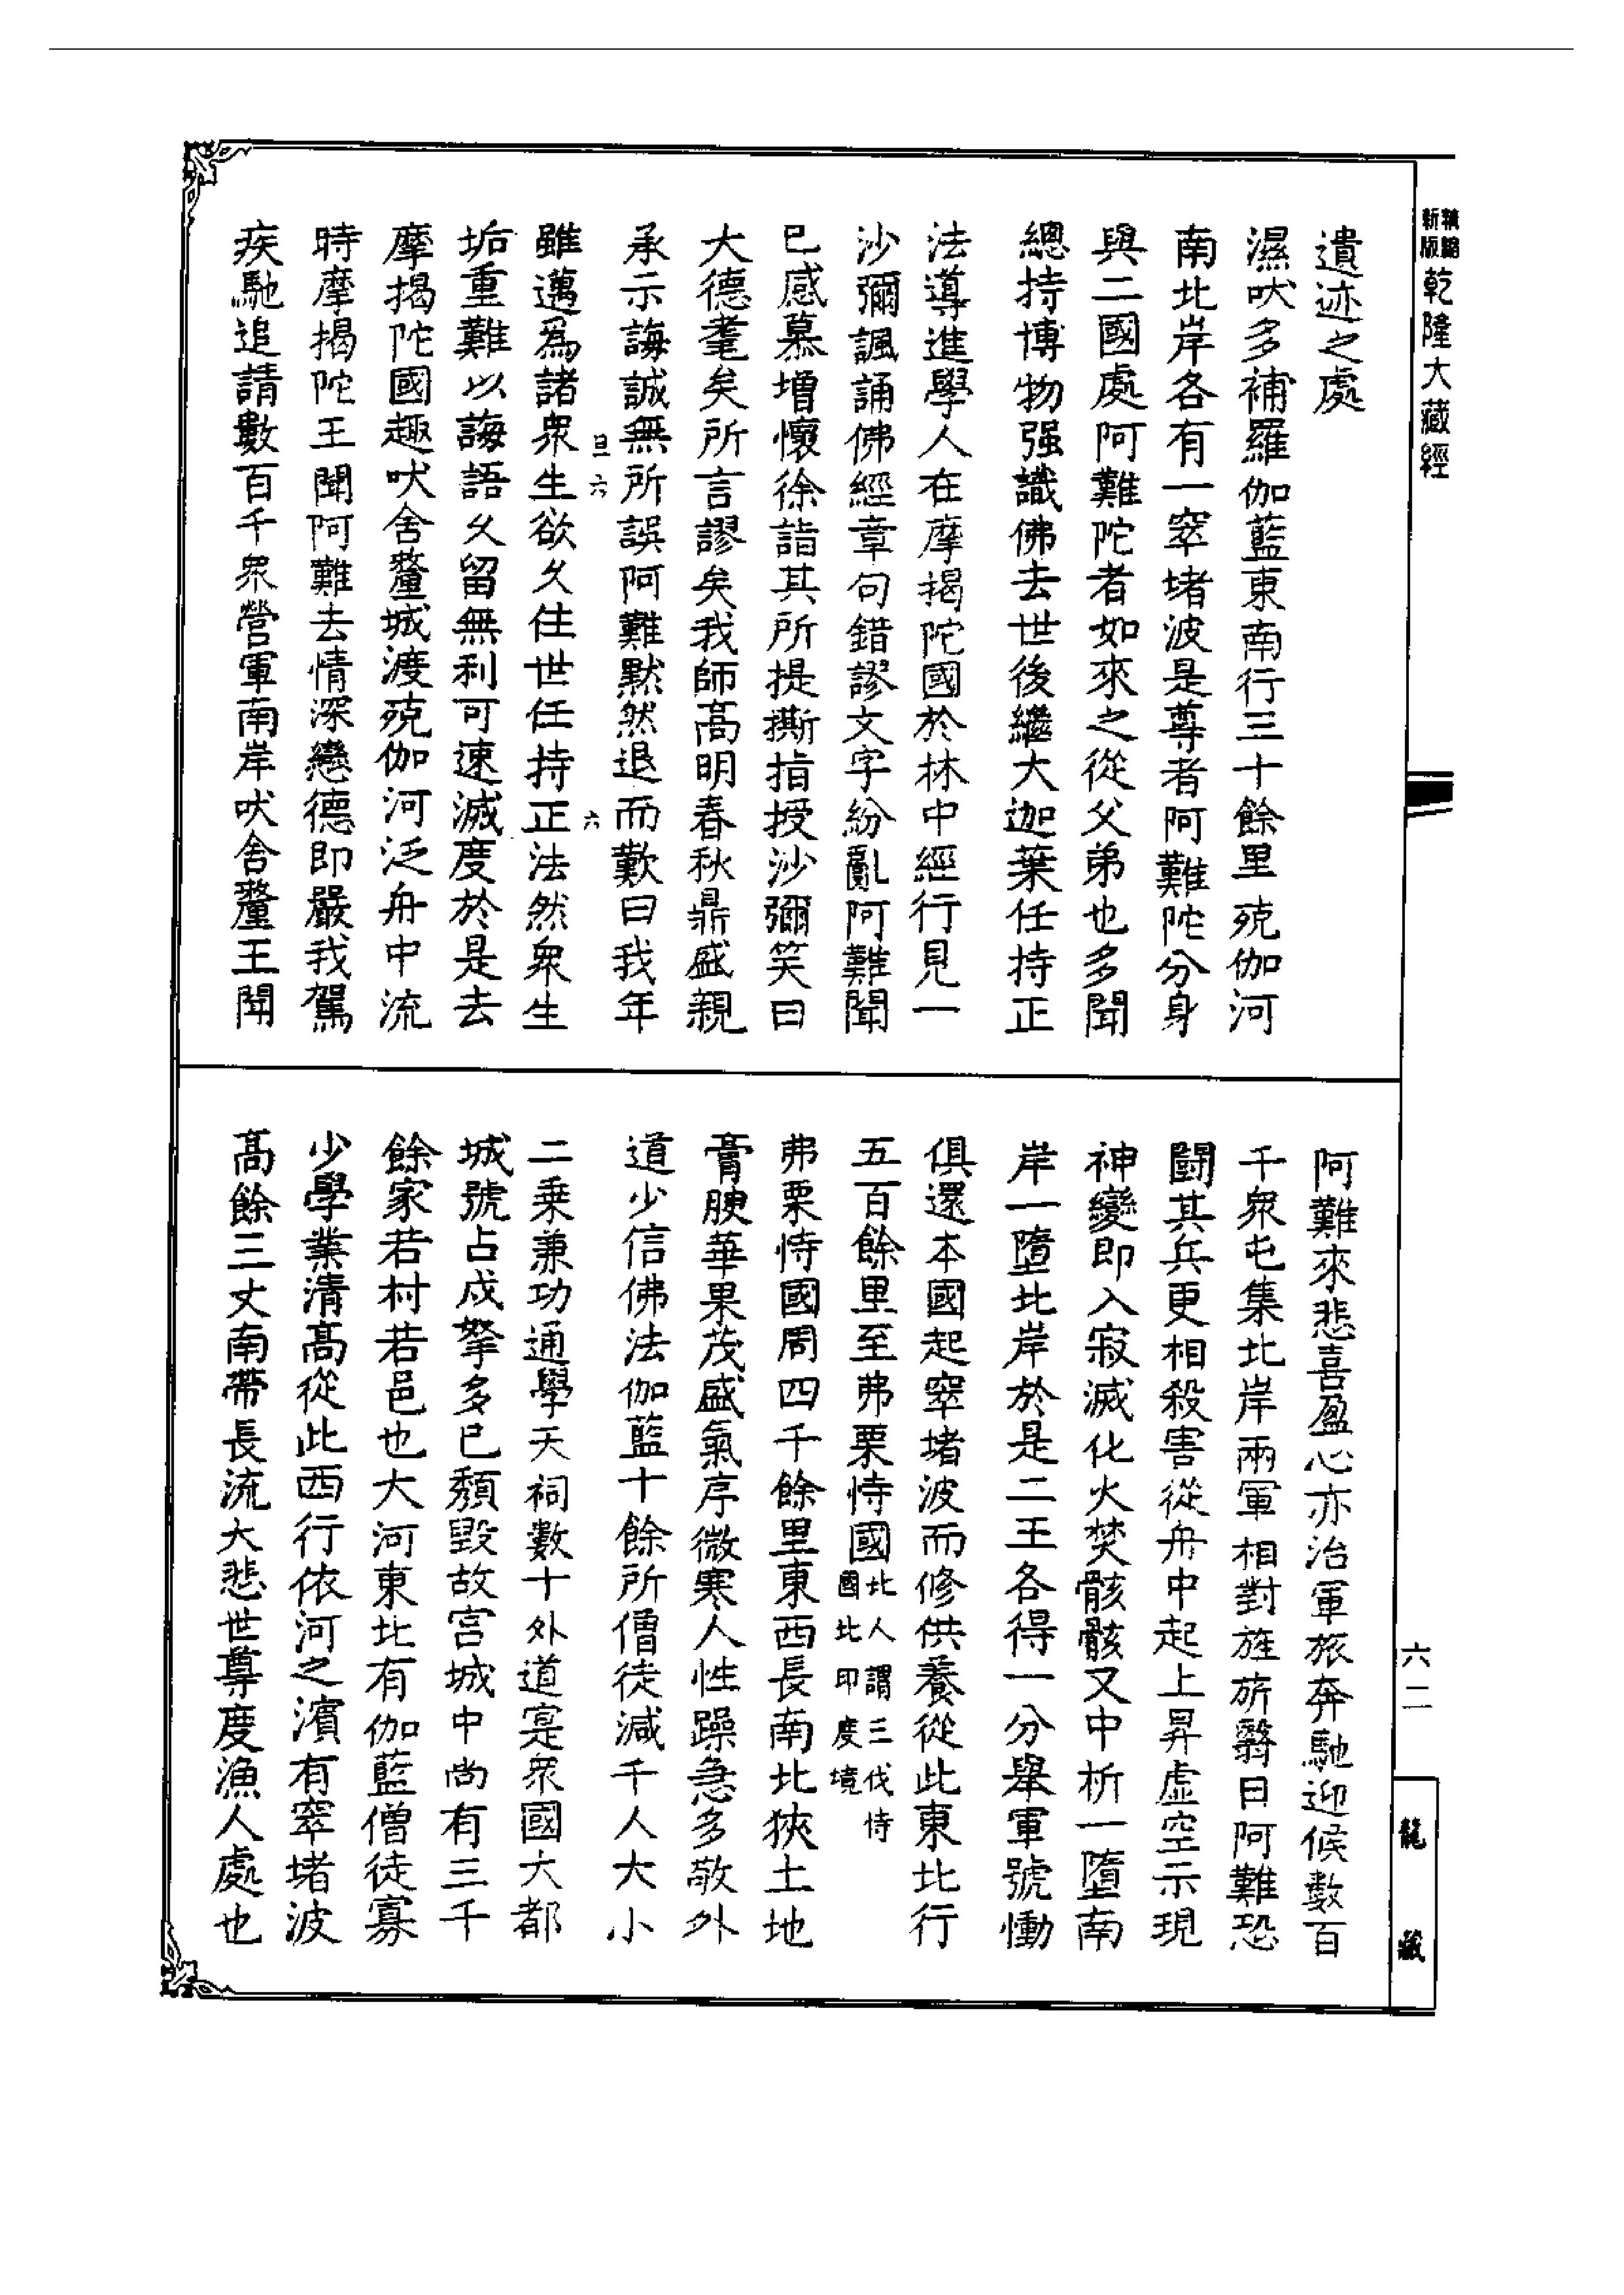 新版精縮乾隆大藏經
遺迹之處
濕吠多補羅伽藍東南行三十餘里殑伽河
南北岸各有一窣堵波是尊者阿難陀分身
與二國處阿難陀者如來之從父弟也多聞
總持博物强識佛去世後繼大迦葉任持正
法導進學人在摩揭陀國於林中經行見一
沙彌諷誦佛經章句錯謬文字紛亂阿難聞
已感慕增懷徐詣其所提撕指授沙彌笑曰
大德耄矣所言謬矣我師高明春秋鼎盛親
承示誨誠無所誤阿難默然退而歎曰我年
旦六
六
雖邁爲諸衆生欲久住世任持正法然衆生
垢重難以誨語久留無利可速滅度於是去
摩揭陀國趣吠舍釐城渡殑伽河泛舟中流
時摩揭陀王聞阿難去情深戀德即嚴我駕
疾馳追請數百千衆營軍南岸吠舍釐王聞
阿難來悲喜盈心亦治軍旅奔馳迎候數百
千衆屯集北岸兩軍相對旌旂翳日阿難恐
鬬其兵更相殺害從舟中起上昇虛空示現
神變即入寂滅化火焚骸骸又中析一墮南
岸一墮北岸於是二王各得一分舉軍號慟
俱還本國起窣堵波而修供養從此東北行
五百餘里至弗栗恃國北人謂三伐恃國北印度境
弗栗恃國周四千餘里東西長南北狹土地
膏腴華果茂盛氣序微寒人性躁急多敬外
道少信佛法伽藍十餘所僧徒減千人大小
二乗兼功通學天祠數十外道寔衆國大都
城號占戍拏多已頽毀故宮城中尚有三千
餘家若村若邑也大河東北有伽藍僧徒寡
少學業清高從此西行依河之濱有窣堵波
高餘三丈南帶長流大悲世尊度漁人處也
六二
龍藏